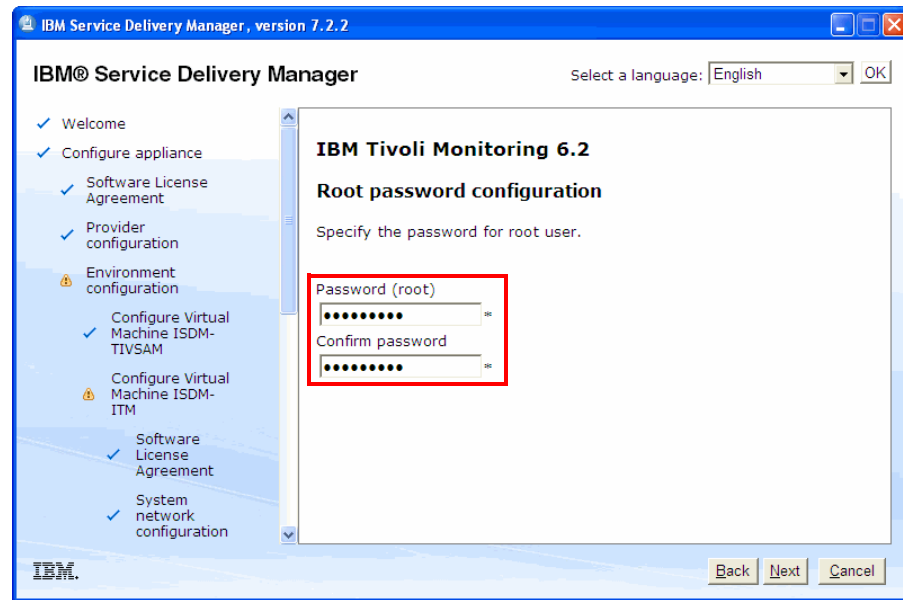 IBM Service Delivery Manager, version 7.2.2
IBM® Service Delivery Manager
Select a language: English OK
Welcome
Configure appliance
Software License
Agreement
Provider
configuration
Environment
configuration
Configure Virtual
Machine ISDM-
TIVSAM
Configure Virtual
Machine ISDM-
ITM
Software
License
Agreement
System
network
configuration
IBM Tivoli Monitoring 6.2
Root password configuration
Specify the password for root user.
Password (root)
••••••••• *
Confirm password
••••••••• *
IBM.
Back Next Cancel